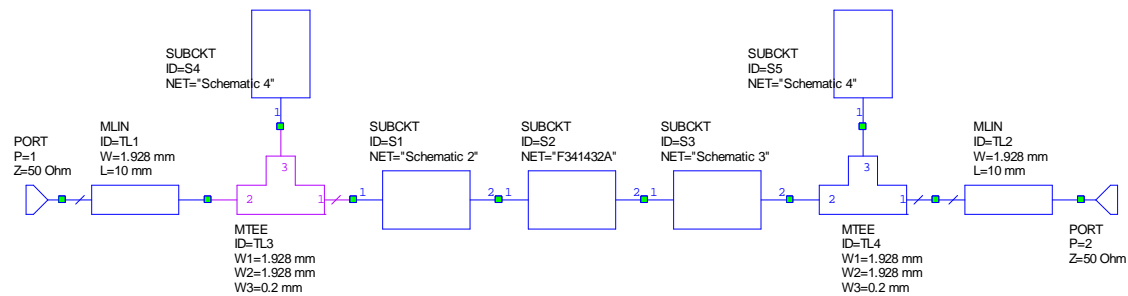 SUBCKT
ID=S4
NET="Schematic 4"
1
SUBCKT
ID=S5
NET="Schematic 4"
1
PORT
P=1
Z=50 Ohm
MLIN
ID=TL1
W=1.928 mm
L=10 mm
3
2
1
MTEE
ID=TL3
W1=1.928 mm
W2=1.928 mm
W3=0.2 mm
SUBCKT
ID=S1
NET="Schematic 2"
1
2
SUBCKT
ID=S2
NET="F341432A"
1
2
SUBCKT
ID=S3
NET="Schematic 3"
1
2
3
2
1
MTEE
ID=TL4
W1=1.928 mm
W2=1.928 mm
W3=0.2 mm
MLIN
ID=TL2
W=1.928 mm
L=10 mm
PORT
P=2
Z=50 Ohm